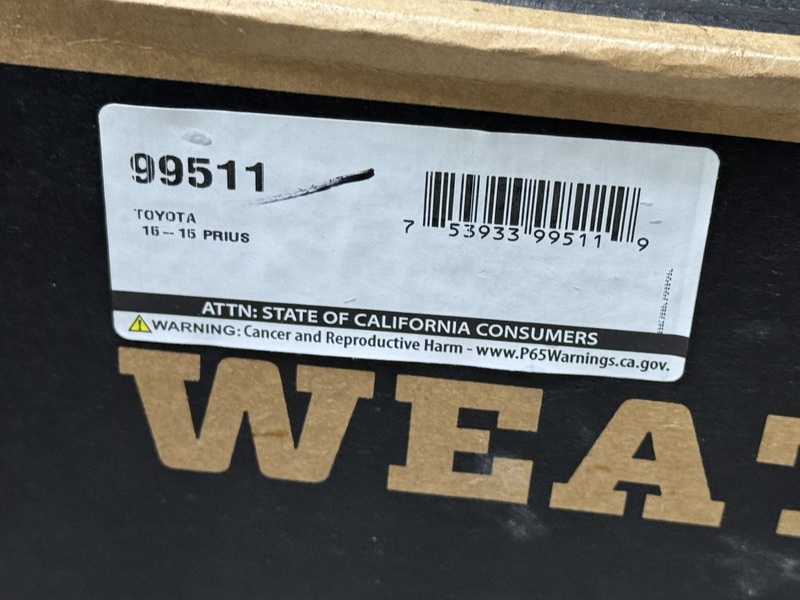 99511
TOYOTA
16--16 PRIUS
7 53933 99511 9
ATTN: STATE OF CALIFORNIA CONSUMERS
WARNING: Cancer and Reproductive Harm - www.P65Warnings.ca.gov.
WEA